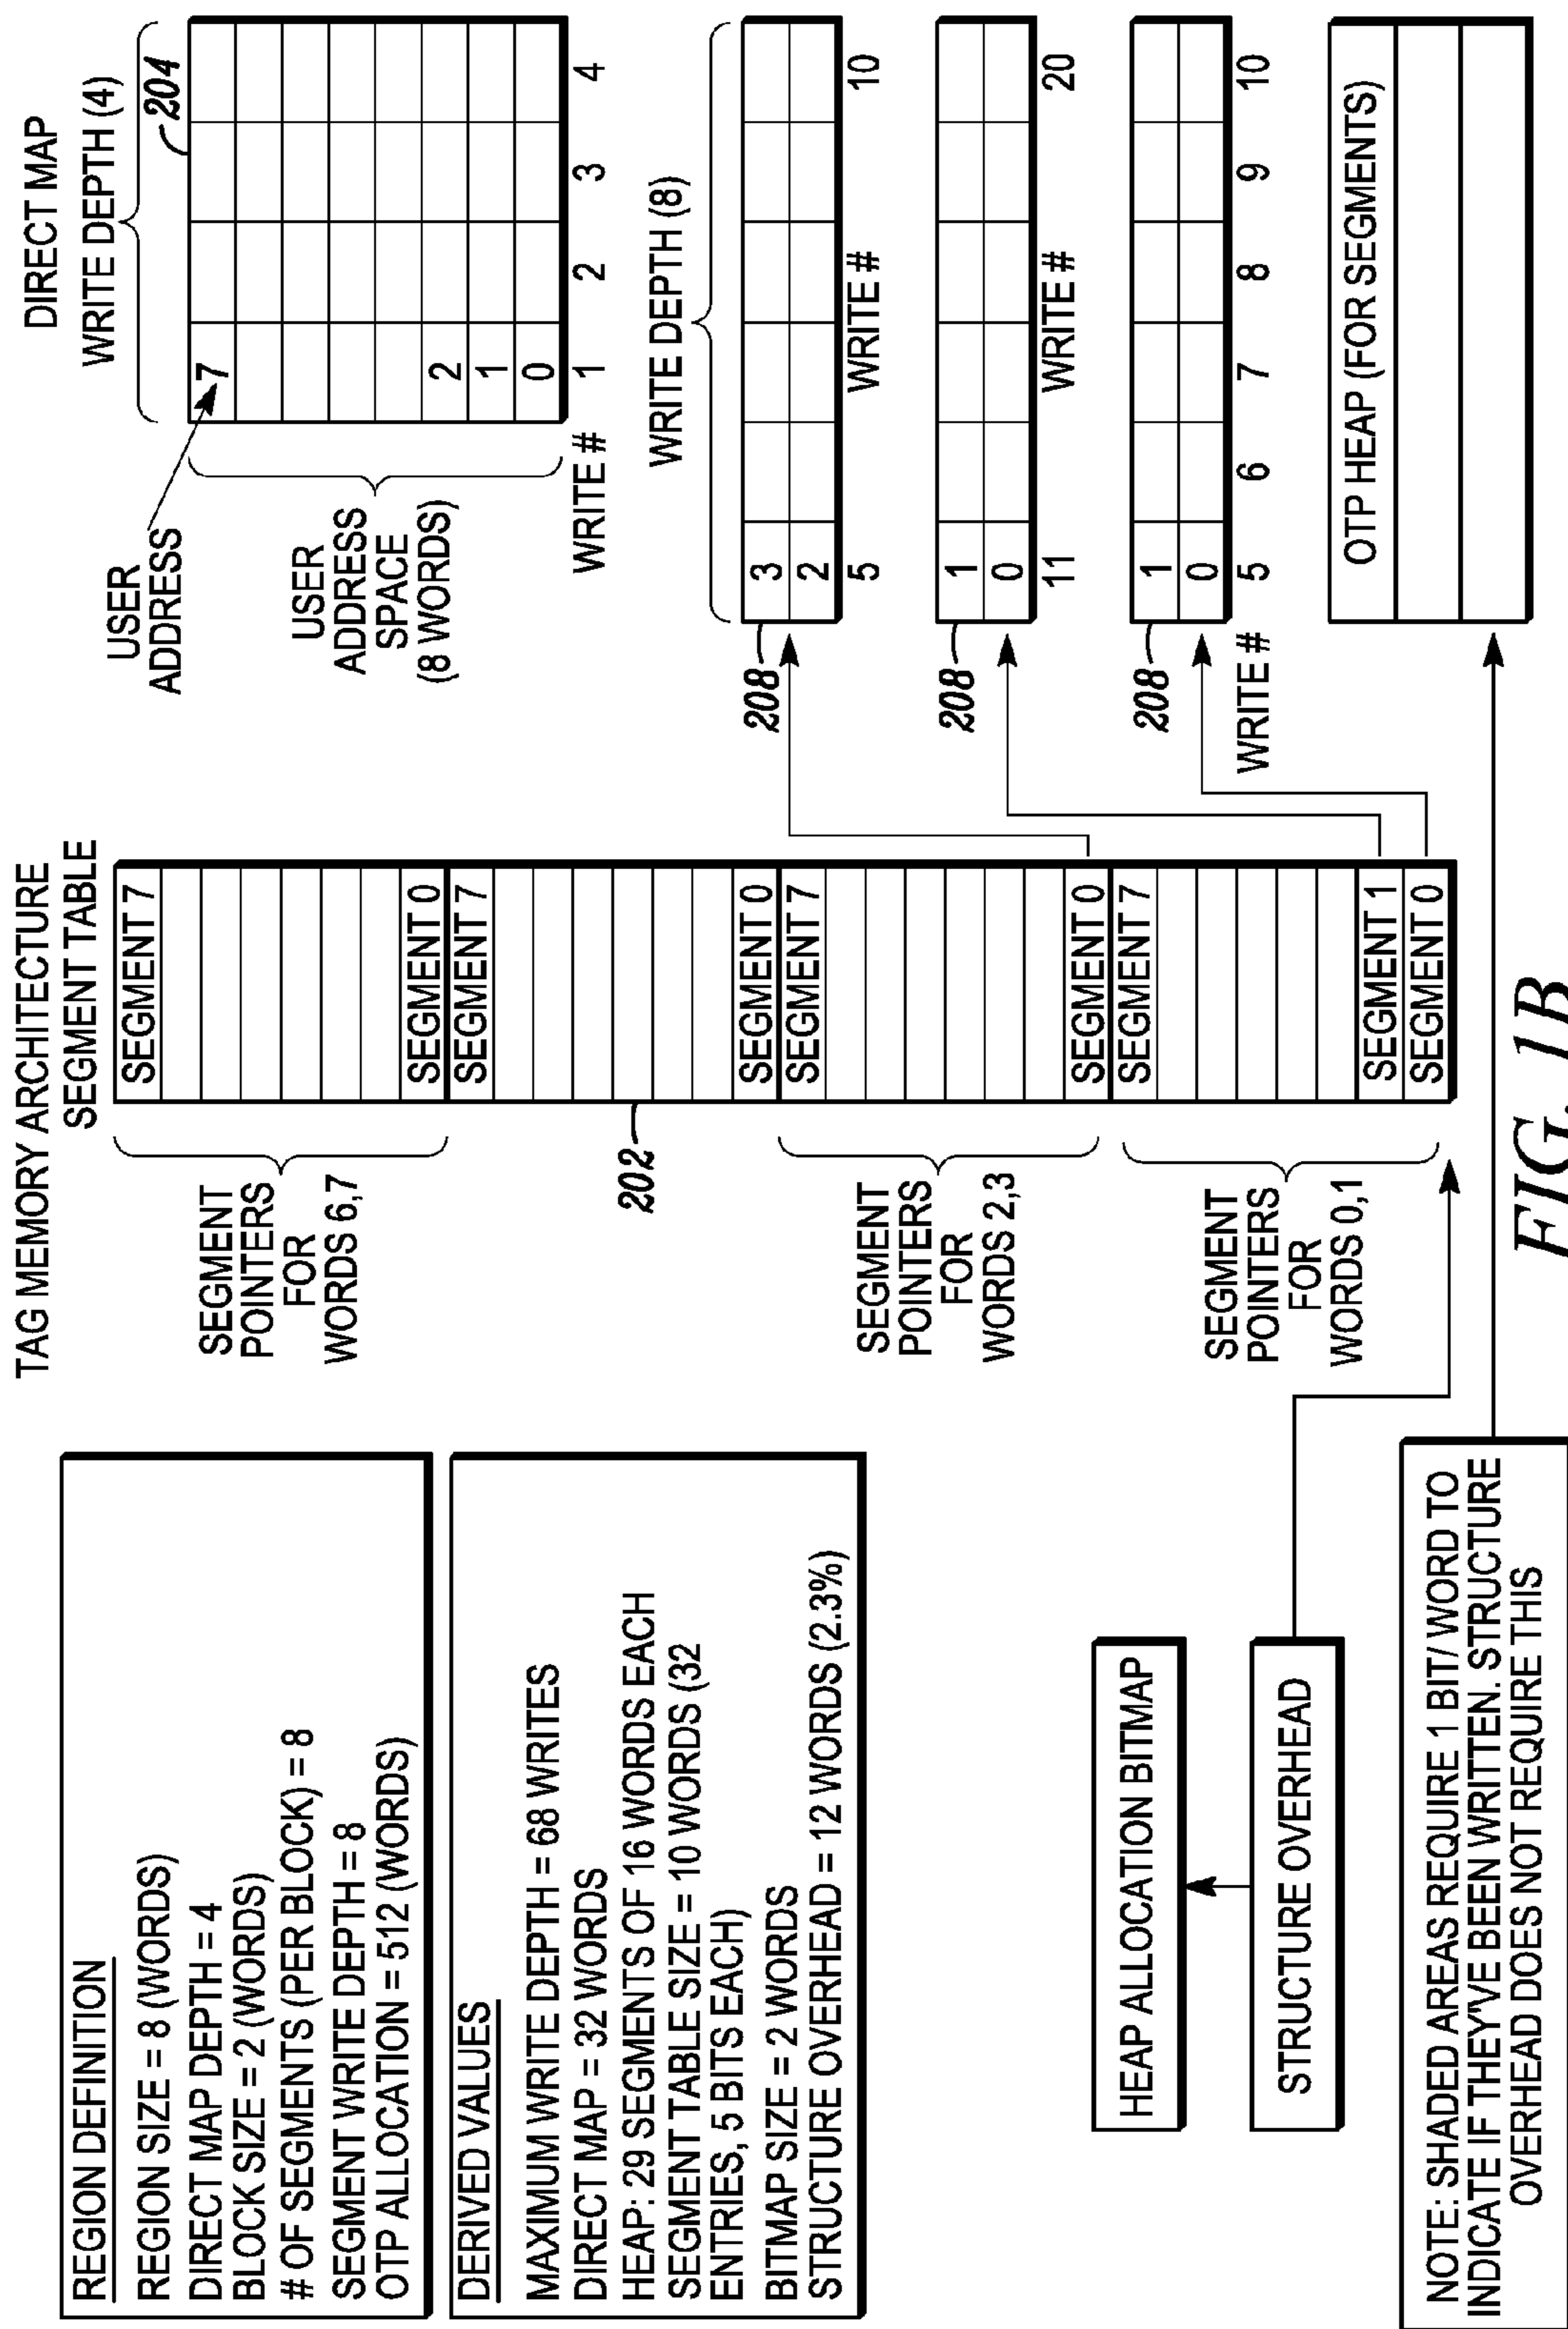 TAG MEMORY ARCHITECTURE
REGION DEFINITION
REGION SIZE = 8 (WORDS)
DIRECT MAP DEPTH = 4
BLOCK SIZE = 2 (WORDS)
# OF SEGMENTS (PER BLOCK) = 8
SEGMENT WRITE DEPTH = 8
OTP ALLOCATION = 512 (WORDS)
DERIVED VALUES
MAXIMUM WRITE DEPTH = 68 WRITES
DIRECT MAP = 32 WORDS
HEAP: 29 SEGMENTS OF 16 WORDS EACH
SEGMENT TABLE SIZE = 10 WORDS (32
ENTRIES, 5 BITS EACH)
BITMAP SIZE = 2 WORDS
STRUCTURE OVERHEAD = 12 WORDS (2.3%)
HEAP ALLOCATION BITMAP
STRUCTURE OVERHEAD
NOTE: SHADED AREAS REQUIRE 1 BIT/ WORD TO
INDICATE IF THEY'VE BEEN WRITTEN. STRUCTURE
OVERHEAD DOES NOT REQUIRE THIS
SEGMENT TABLE
SEGMENT
POINTERS
FOR
WORDS 6,7
202
SEGMENT
POINTERS
FOR
WORDS 2,3
SEGMENT
POINTERS
FOR
WORDS 0,1
SEGMENT 7
SEGMENT 0
SEGMENT 7
SEGMENT 0
SEGMENT 7
SEGMENT 0
SEGMENT 7
SEGMENT 1
SEGMENT 0
DIRECT MAP
WRITE DEPTH (4)
204
USER
ADDRESS
USER
ADDRESS
SPACE
(8 WORDS)
7
2
1
0
WRITE # 1 2 3 4
WRITE DEPTH (8)
208
3
2
5 WRITE # 10
208
1
0
11 WRITE # 20
208
1
0
WRITE # 5 6 7 8 9 10
OTP HEAP (FOR SEGMENTS)
FIG. 1B